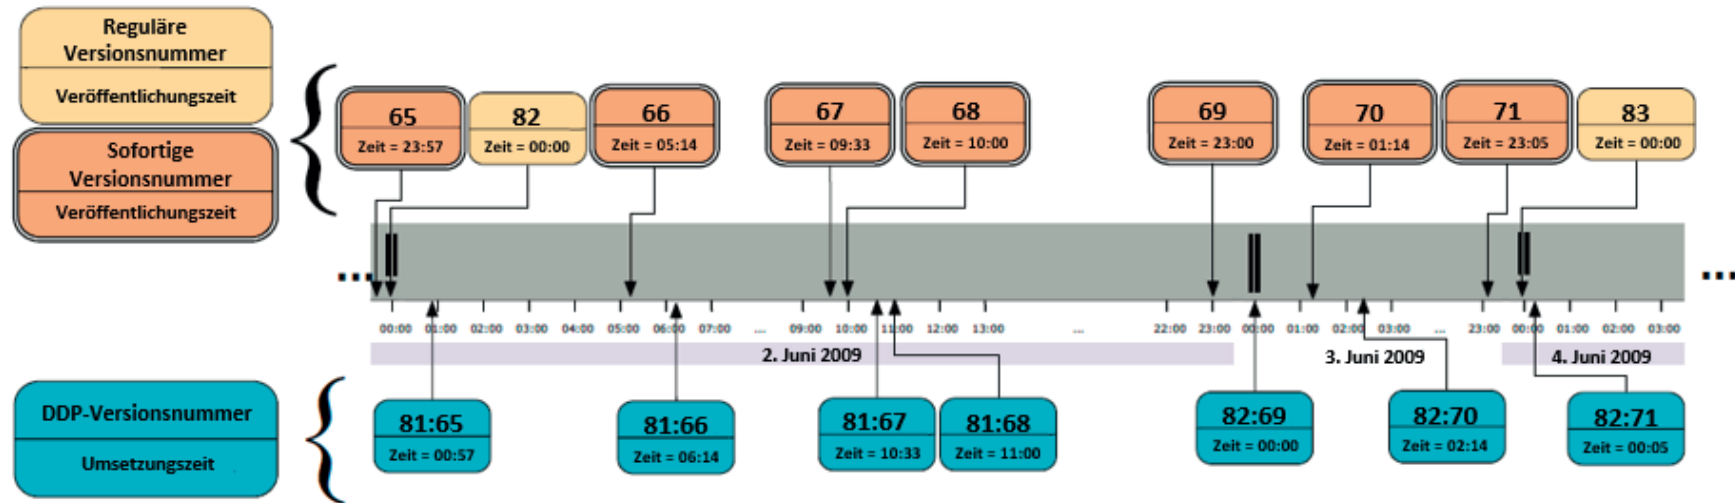 Reguläre
Versionsnummer
Veröffentlichungszeit
Sofortige
Versionsnummer
Veröffentlichungszeit
65
Zeit = 23:57
82
Zeit = 00:00
66
Zeit = 05:14
67
Zeit = 09:33
68
Zeit = 10:00
69
Zeit = 23:00
70
Zeit = 01:14
71
Zeit = 23:05
83
Zeit = 00:00
... ...
00:00 01:00 02:00 03:00 04:00 05:00 06:00 07:00 ... 09:00 10:00 11:00 12:00 13:00 ... 22:00 23:00 00:00 01:00 02:00 03:00 ... 23:00 00:00 01:00 02:00 03:00
2. Juni 2009 3. Juni 2009 4. Juni 2009
DDP-Versionsnummer
Umsetzungszeit
81:65
Zeit = 00:57
81:66
Zeit = 06:14
81:67
Zeit = 10:33
81:68
Zeit = 11:00
82:69
Zeit = 00:00
82:70
Zeit = 02:14
82:71
Zeit = 00:05